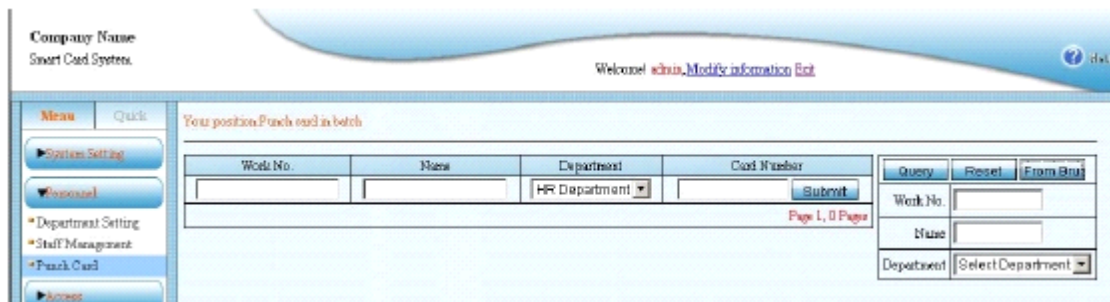 Company Name
Smart Card System.
Welcome! admin, Modify information Exit
Menu Quick
Your position:Punch card in batch
System Setting
Work No. Name Department Card Number
Query Reset From Bru
HR Department Submit
Personnel
Work No.
Page 1, 0 Pages
Department Setting
Name
Staff Management
Punch Card
Department Select Department
Access